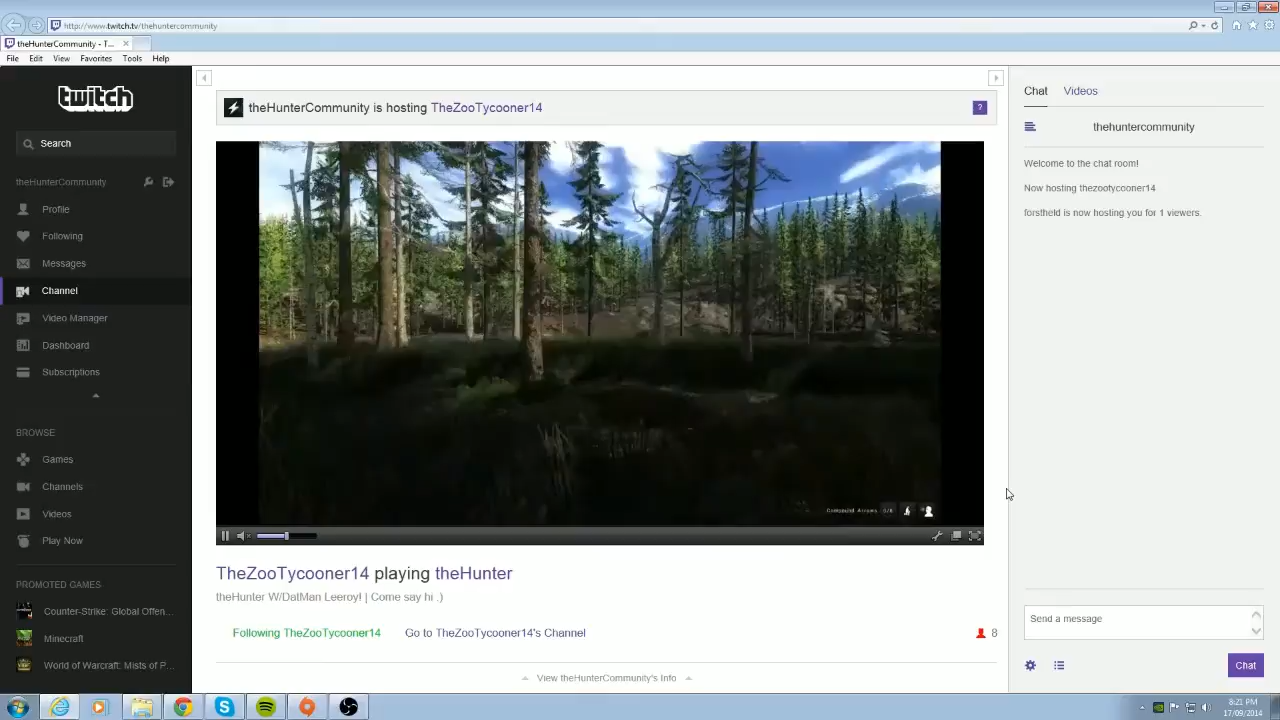 http://www.twitch.tv/thehuntercommunity
theHunterCommunity - T...
File Edit View Favorites Tools Help
twitch
Search
theHunterCommunity
Profile
Following
Messages
Channel
Video Manager
Dashboard
Subscriptions
BROWSE
Games
Channels
Videos
Play Now
PROMOTED GAMES
Counter-Strike: Global Offen...
Minecraft
World of Warcraft: Mists of P...
theHunterCommunity is hosting TheZooTycooner14
?
Compound Arrows
TheZooTycooner14 playing theHunter
theHunter W/DatMan Leeroy! | Come say hi :)
Following TheZooTycooner14
Go to TheZooTycooner14's Channel
8
View theHunterCommunity's Info
Chat Videos
thehuntercommunity
Welcome to the chat room!
Now hosting thezootycooner14
forstheld is now hosting you for 1 viewers.
Send a message
Chat
8:21 PM
17/09/2014